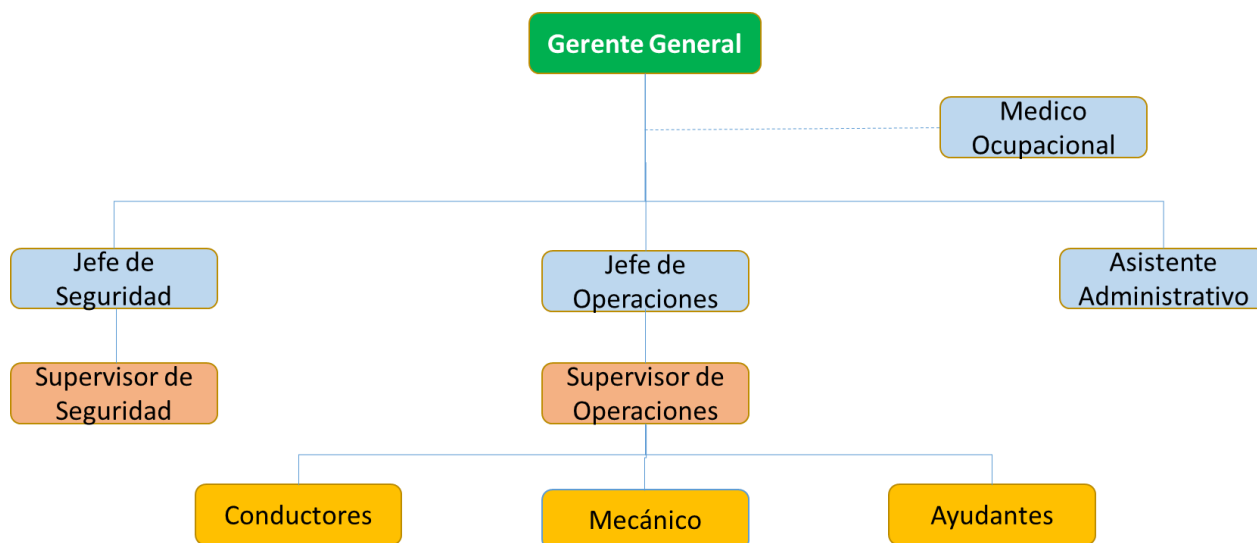 Gerente General
Medico
Ocupacional
Jefe de
Seguridad
Jefe de
Operaciones
Asistente
Administrativo
Supervisor de
Seguridad
Supervisor de
Operaciones
Conductores
Mecánico
Ayudantes